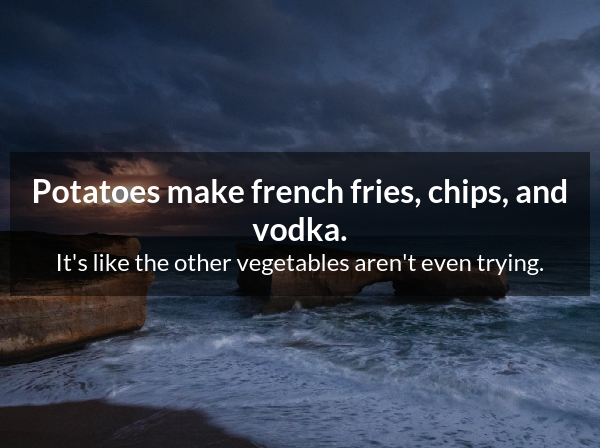 Potatoes make french fries, chips, and
vodka.
It's like the other vegetables aren't even trying.